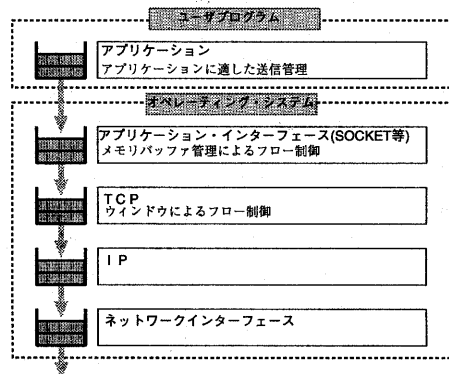 ユーザプログラム
アプリケーション
アプリケーションに適した送信管理
オペレーティング・システム
アプリケーション・インターフェース(SOCKET等)
メモリバッファ管理によるフロー制御
TCP
ウィンドウによるフロー制御
IP
ネットワークインターフェース